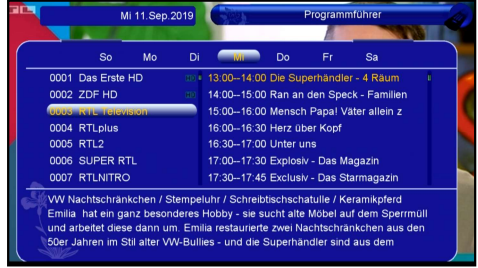 Mi 11.Sep.2019 Programmführer
So Mo Di Mi Do Fr Sa
0001 Das Erste HD 13:00--14:00 Die Superhändler - 4 Räum
0002 ZDF HD 14:00--15:00 Ran an den Speck - Familien
0003 RTL Television 15:00--16:00 Mensch Papa! Väter allein z
0004 RTLplus 16:00--16:30 Herz über Kopf
0005 RTL2 16:30--17:00 Unter uns
0006 SUPER RTL 17:00--17:30 Explosiv - Das Magazin
0007 RTLNITRO 17:30--17:45 Exclusiv - Das Starmagazin
VW Nachtschränkchen / Stempeluhr / Schreibtischschatulle / Keramikpferd
Emilia hat ein ganz besonderes Hobby - sie sucht alte Möbel auf dem Sperrmüll
und arbeitet diese dann um. Emilia restaurierte zwei Nachtschränkchen aus den
50er Jahren im Stil alter VW-Bullies - und die Superhändler sind aus dem